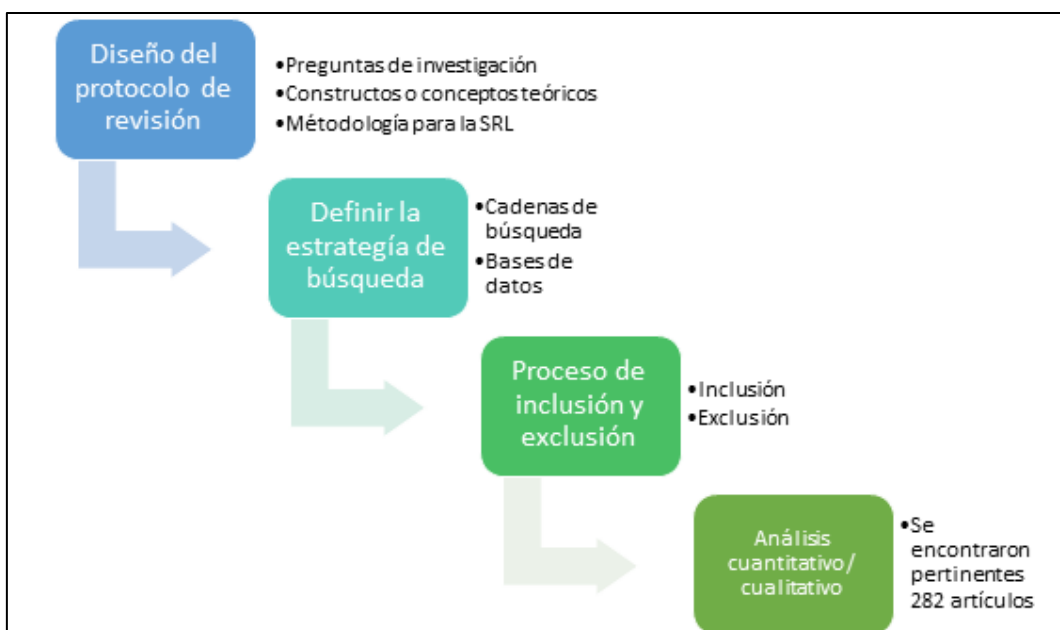 Diseño del
protocolo de
revisión
•Preguntas de investigación
•Constructos o conceptos teóricos
•Métodología para la SRL
Definir la
estrategía de
búsqueda
•Cadenas de
búsqueda
•Bases de
datos
Proceso de
inclusión y
exclusión
•Inclusión
•Exclusión
Análisis
cuantitativo/
cualitativo
•Se
encontraron
pertinentes
282 artículos